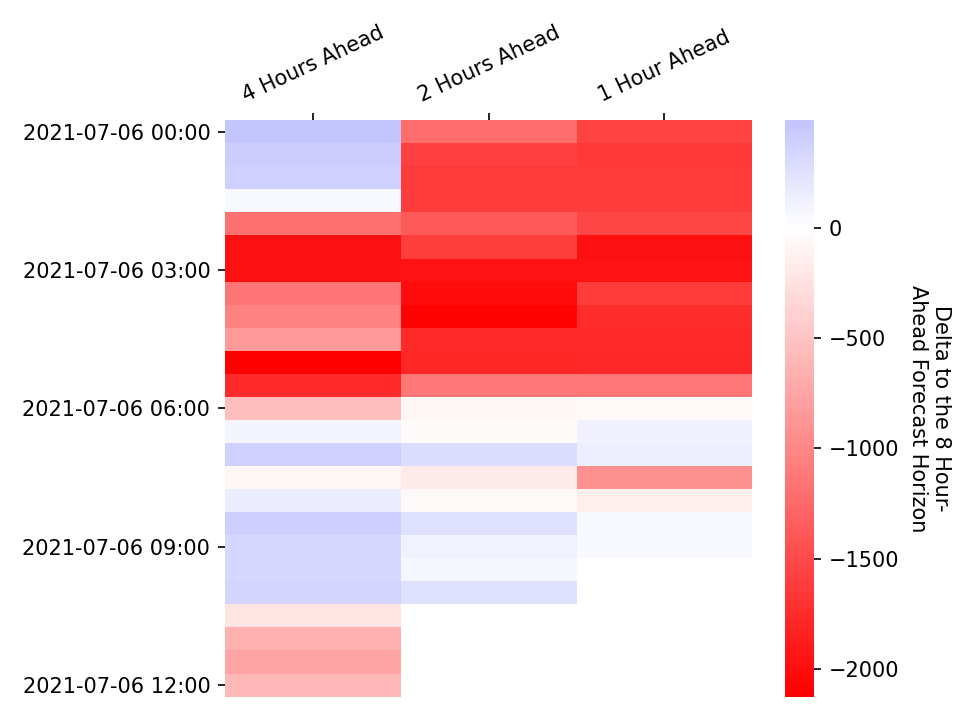 4 Hours Ahead
2 Hours Ahead
1 Hour Ahead
2021-07-06 00:00
2021-07-06 03:00
2021-07-06 06:00
2021-07-06 09:00
2021-07-06 12:00
0
−500
−1000
−1500
−2000
Delta to the 8 Hour-
Ahead Forecast Horizon